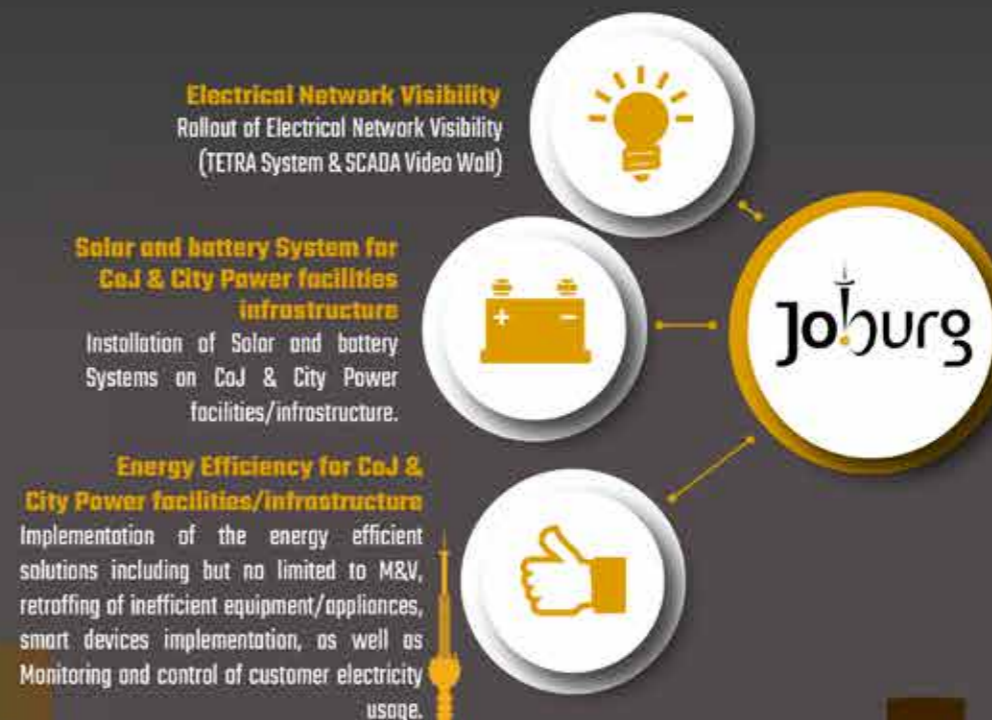 Electrical Network Visibility
Rollout of Electrical Network Visibility
(TETRA System & SCADA Video Wall)
Solar and battery System for
CoJ & City Power facilities
infrastructure
Installation of Solar and battery
Systems on CoJ & City Power
facilities/infrastructure.
Energy Efficiency for CoJ &
City Power facilities/infrastructure
Implementation of the energy efficient
solutions including but no limited to M&V,
retroffing of inefficient equipment/appliances,
smart devices implementation, as well as
Monitoring and control of customer electricity
usage.
Joburg